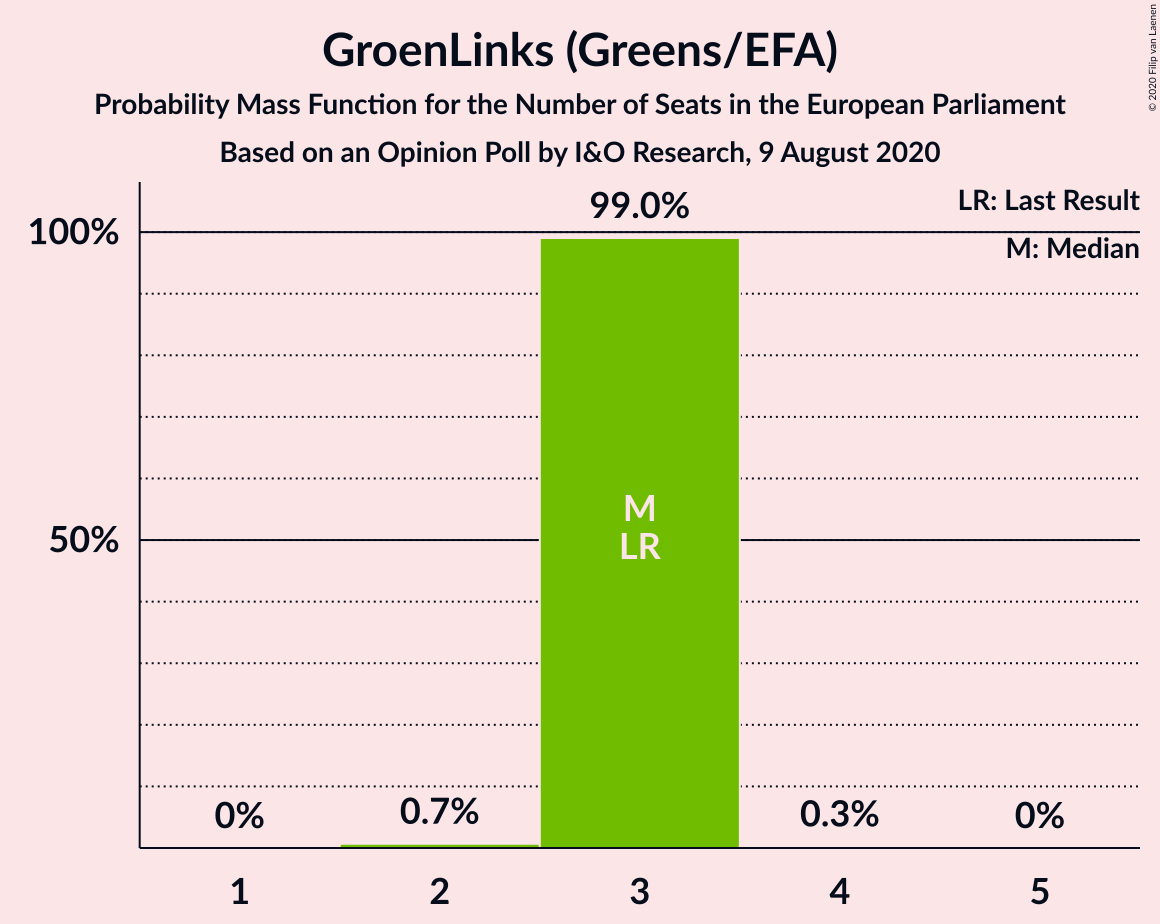 GroenLinks (Greens/EFA)
Probability Mass Function for the Number of Seats in the European Parliament
Based on an Opinion Poll by I&O Research, 9 August 2020
© 2020 Filip van Laenen
LR: Last Result
M: Median
99.0%
100%
M
50%
LR
0%
0.7%
0.3%
0%
1
2
3
4
5